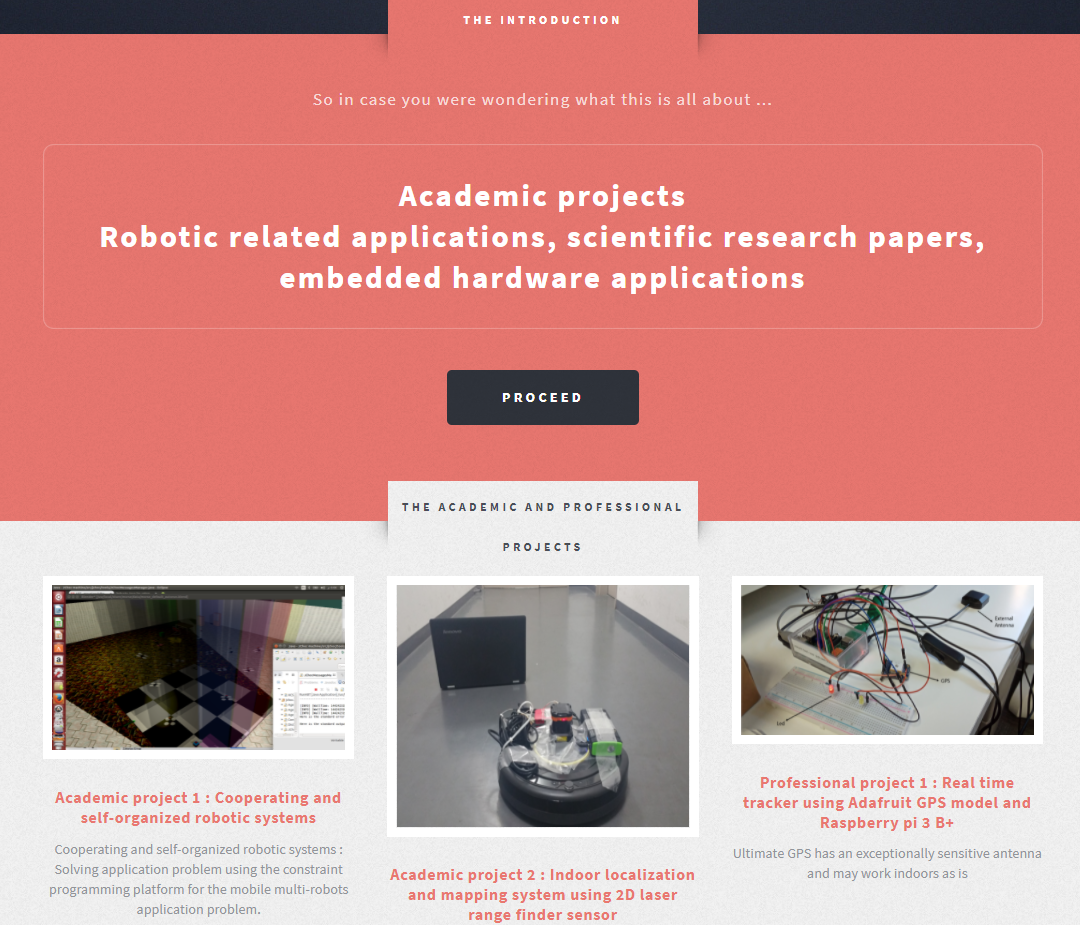 THE INTRODUCTION
So in case you were wondering what this is all about ...
Academic projects
Robotic related applications, scientific research papers,
embedded hardware applications
PROCEED
THE ACADEMIC AND PROFESSIONAL
PROJECTS
External
Antenna
GPS
Academic project 1 : Cooperating and
self-organized robotic systems
Cooperating and self-organized robotic systems :
Solving application problem using the constraint
programming platform for the mobile multi-robots
application problem.
Academic project 2 : Indoor localization
and mapping system using 2D laser
range finder sensor
Professional project 1 : Real time
tracker using Adafruit GPS model and
Raspberry pi 3 B+
Ultimate GPS has an exceptionally sensitive antenna
and may work indoors as is